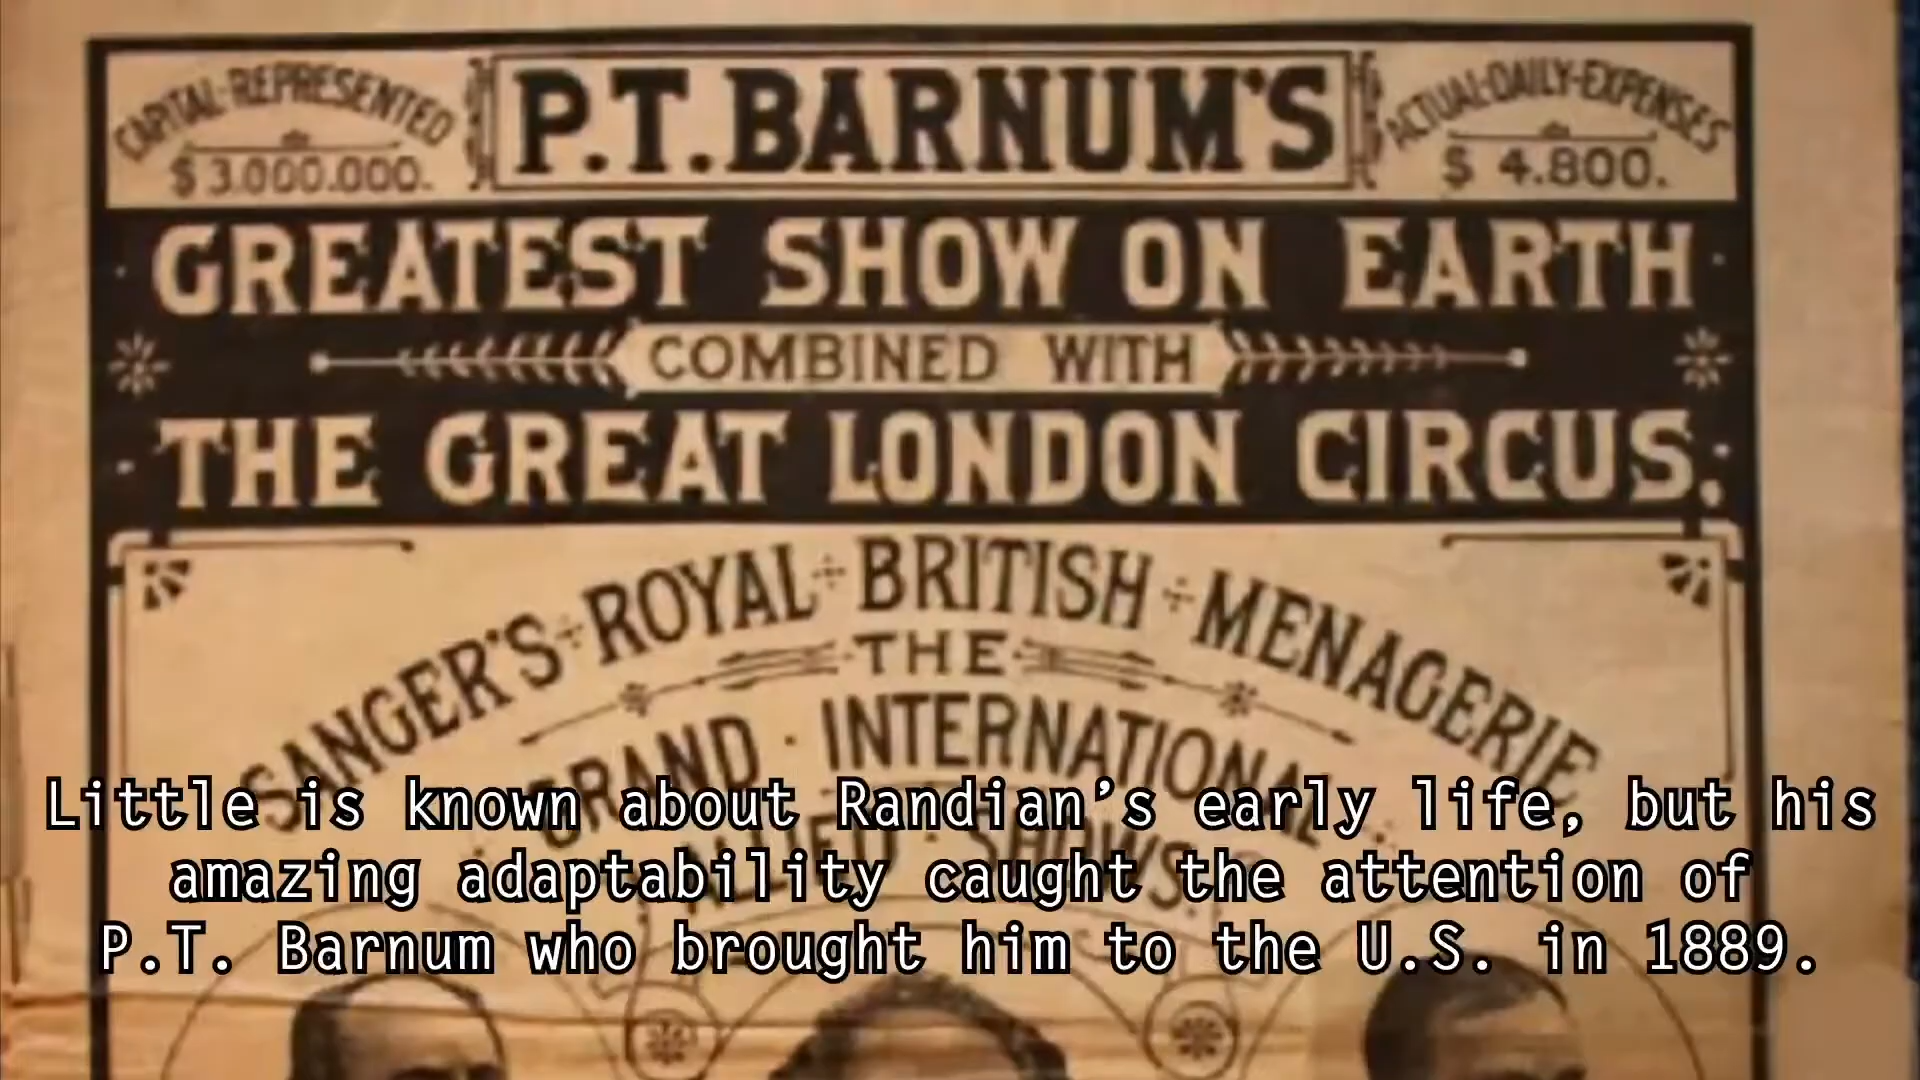 CAPITAL-REPRESENTED
$3.000.000.
P.T.BARNUM'S
ACTUAL-DAILY-EXPENSES
$ 4.800.
GREATEST SHOW ON EARTH
COMBINED WITH
THE GREAT LONDON CIRCUS.
SANGER'S÷ROYAL÷BRITISH÷MENAGERIE
THE
GRAND · INTERNATIONAL
ALLIED · SHOWS.
Little is known about Randian's early life, but his
amazing adaptability caught the attention of
P.T. Barnum who brought him to the U.S. in 1889.